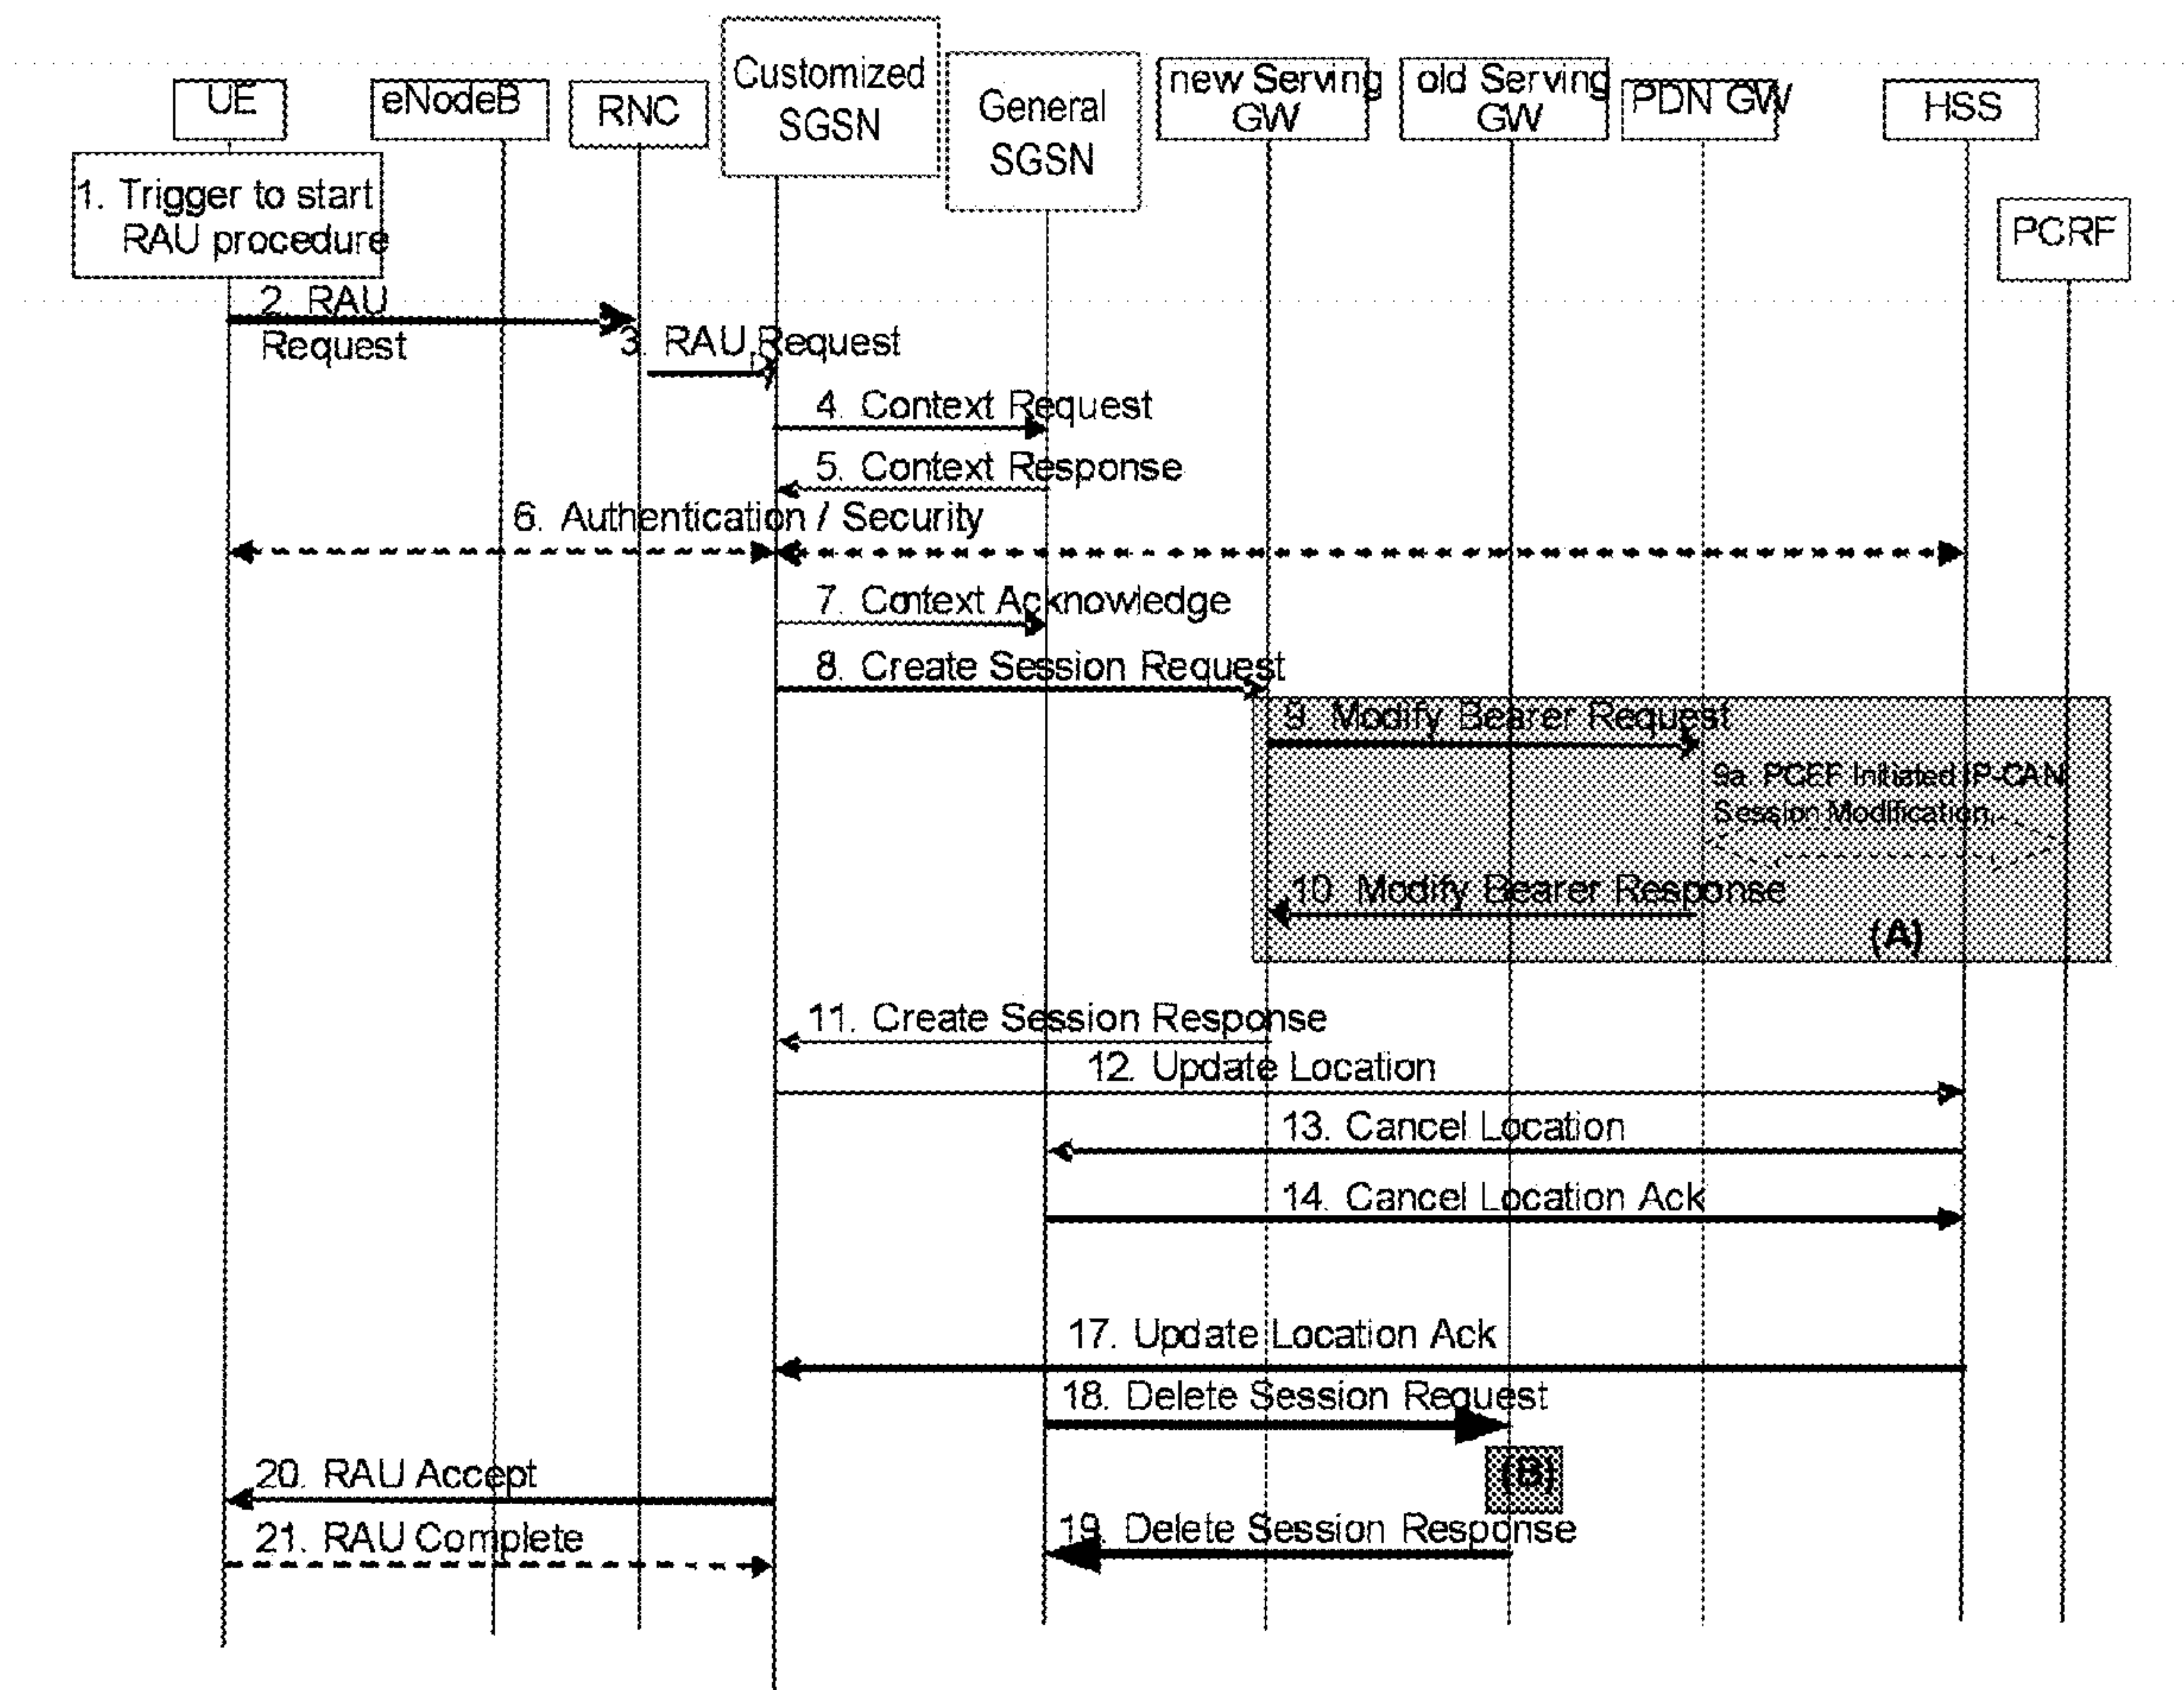 UE
eNodeB
RNC
Customized
SGSN
General
SGSN
new Serving
GW
old Serving
GW
PDN GW
HSS
PCRF
1. Trigger to start
RAU procedure
2. RAU
Request
3. RAU Request
4. Context Request
5. Context Response
6. Authentication / Security
7. Context Acknowledge
8. Create Session Request
9. Modify Bearer Request
9a. PCEF Initiated IP-CAN
Session Modification
10. Modify Bearer Response
(A)
11. Create Session Response
12. Update Location
13. Cancel Location
14. Cancel Location Ack
17. Update Location Ack
18. Delete Session Request
(B)
20. RAU Accept
19. Delete Session Response
21. RAU Complete